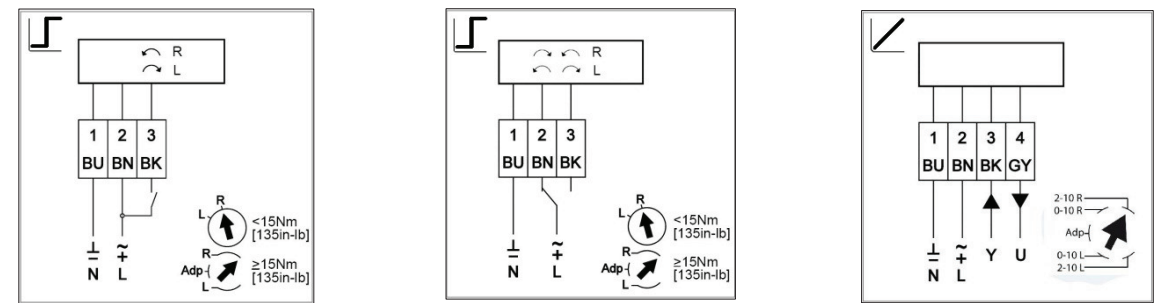 R
L
1 2 3
BU BN BK
R
L
<15Nm
[135in-lb]
R
Adp
L
≥15Nm
[135in-lb]
⊥ ~
= +
N L
R
L
1 2 3
BU BN BK
R
L
<15Nm
[135in-lb]
R
Adp
L
≥15Nm
[135in-lb]
⊥ ~
= +
N L
1 2 3 4
BU BN BK GY
2-10 R
0-10 R
Adp
0-10 L
2-10 L
⊥ ~
= +
N L Y U